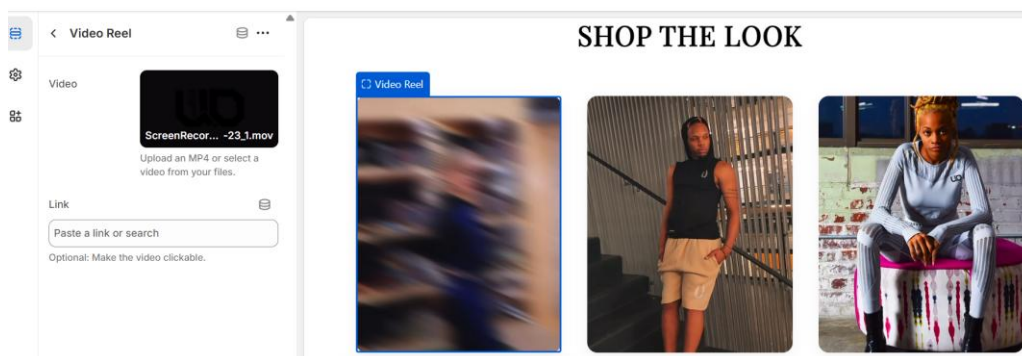 Video Reel
SHOP THE LOOK
Video Reel
Video
ScreenRecor... -23_1.mov
Upload an MP4 or select a
video from your files.
Link
Paste a link or search
Optional: Make the video clickable.